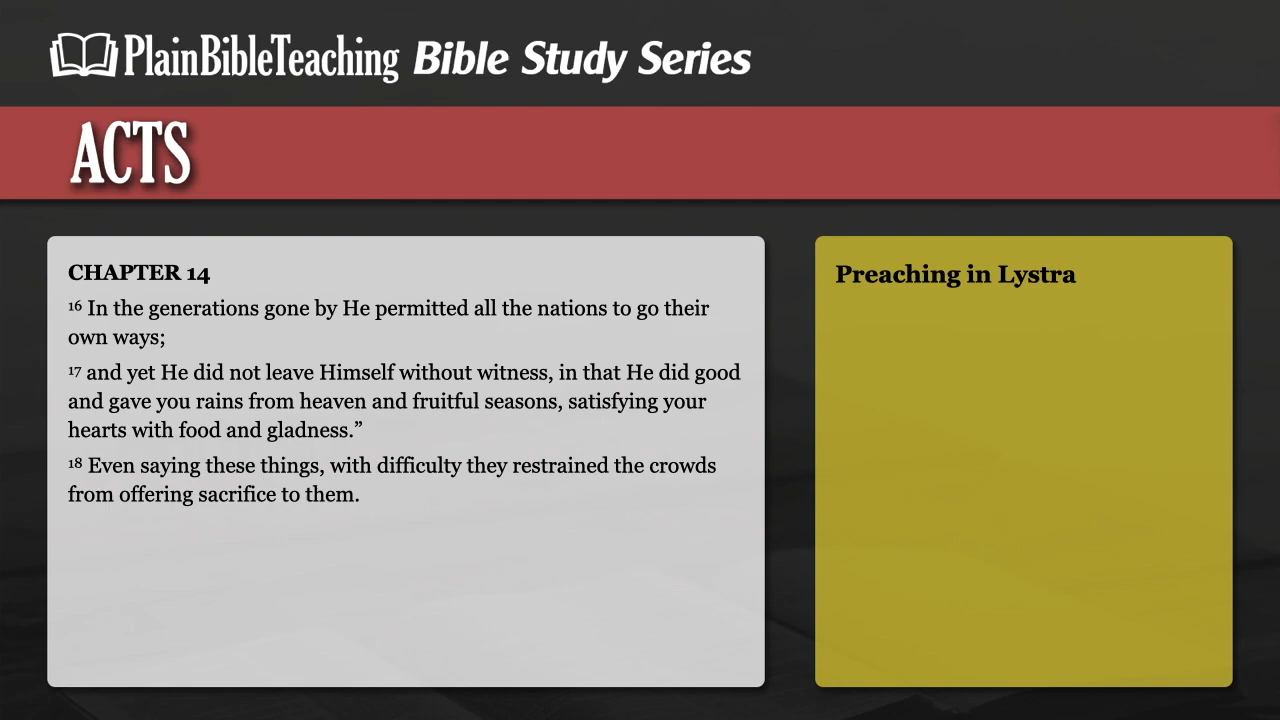 PlainBibleTeaching Bible Study Series
ACTS
CHAPTER 14
16 In the generations gone by He permitted all the nations to go their
own ways;
17 and yet He did not leave Himself without witness, in that He did good
and gave you rains from heaven and fruitful seasons, satisfying your
hearts with food and gladness.”
18 Even saying these things, with difficulty they restrained the crowds
from offering sacrifice to them.
Preaching in Lystra